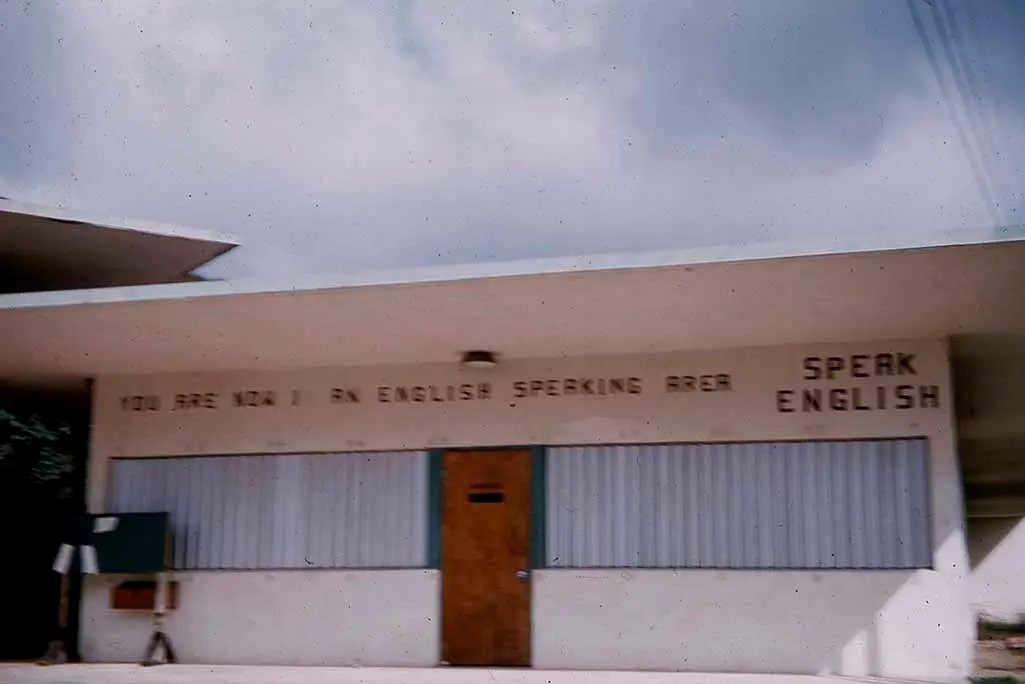 YOU ARE NOW I AN ENGLISH SPEAKING AREA
SPEAK
ENGLISH